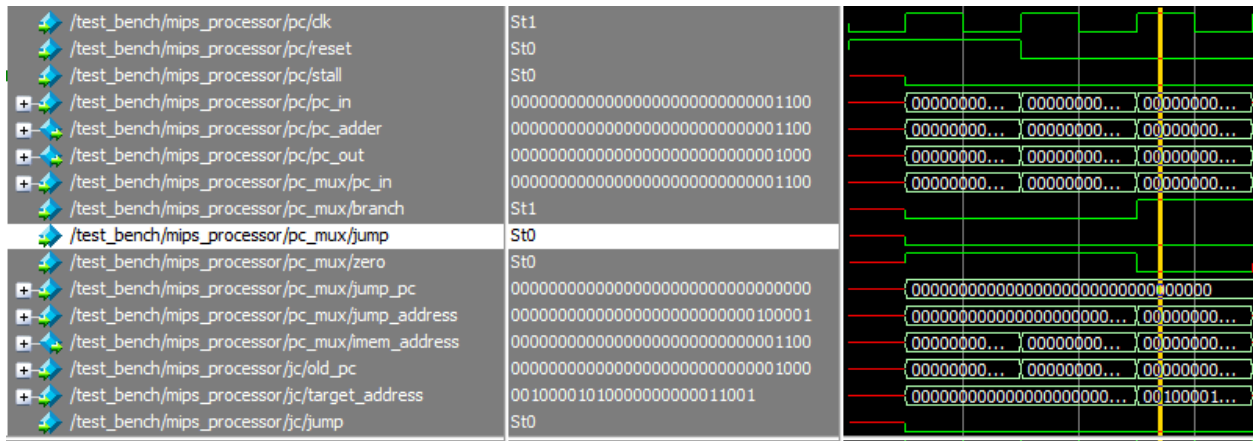 /test_bench/mips_processor/pc/clk St1
/test_bench/mips_processor/pc/reset St0
/test_bench/mips_processor/pc/stall St0
/test_bench/mips_processor/pc/pc_in 00000000000000000000000000001100 00000000... 00000000... 00000000...
/test_bench/mips_processor/pc/pc_adder 00000000000000000000000000001100 00000000... 00000000... 00000000...
/test_bench/mips_processor/pc/pc_out 00000000000000000000000000001000 00000000... 00000000... 00000000...
/test_bench/mips_processor/pc_mux/pc_in 00000000000000000000000000001100 00000000... 00000000... 00000000...
/test_bench/mips_processor/pc_mux/branch St1
/test_bench/mips_processor/pc_mux/jump St0
/test_bench/mips_processor/pc_mux/zero St0
/test_bench/mips_processor/pc_mux/jump_pc 00000000000000000000000000000000 00000000000000000000000000000000
/test_bench/mips_processor/pc_mux/jump_address 00000000000000000000000000100001 000000000000000000000... 00000000...
/test_bench/mips_processor/pc_mux/imem_address 00000000000000000000000000001100 00000000... 00000000... 00000000...
/test_bench/mips_processor/jc/old_pc 00000000000000000000000000001000 00000000... 00000000... 00000000...
/test_bench/mips_processor/jc/target_address 00100001010000000000011001 000000000000000000000... 00100001...
/test_bench/mips_processor/jc/jump St0